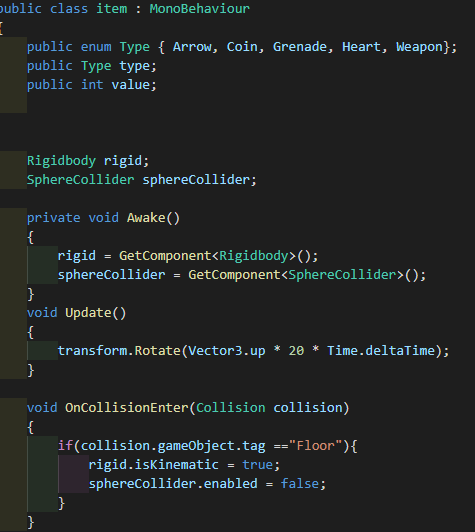 public class item : MonoBehaviour
{
    public enum Type { Arrow, Coin, Grenade, Heart, Weapon};
    public Type type;
    public int value;
    Rigidbody rigid;
    SphereCollider sphereCollider;
    private void Awake()
    {
        rigid = GetComponent<Rigidbody>();
        sphereCollider = GetComponent<SphereCollider>();
    }
    void Update()
    {
        transform.Rotate(Vector3.up * 20 * Time.deltaTime);
    }
    void OnCollisionEnter(Collision collision)
    {
        if(collision.gameObject.tag =="Floor"){
            rigid.isKinematic = true;
            sphereCollider.enabled = false;
        }
    }